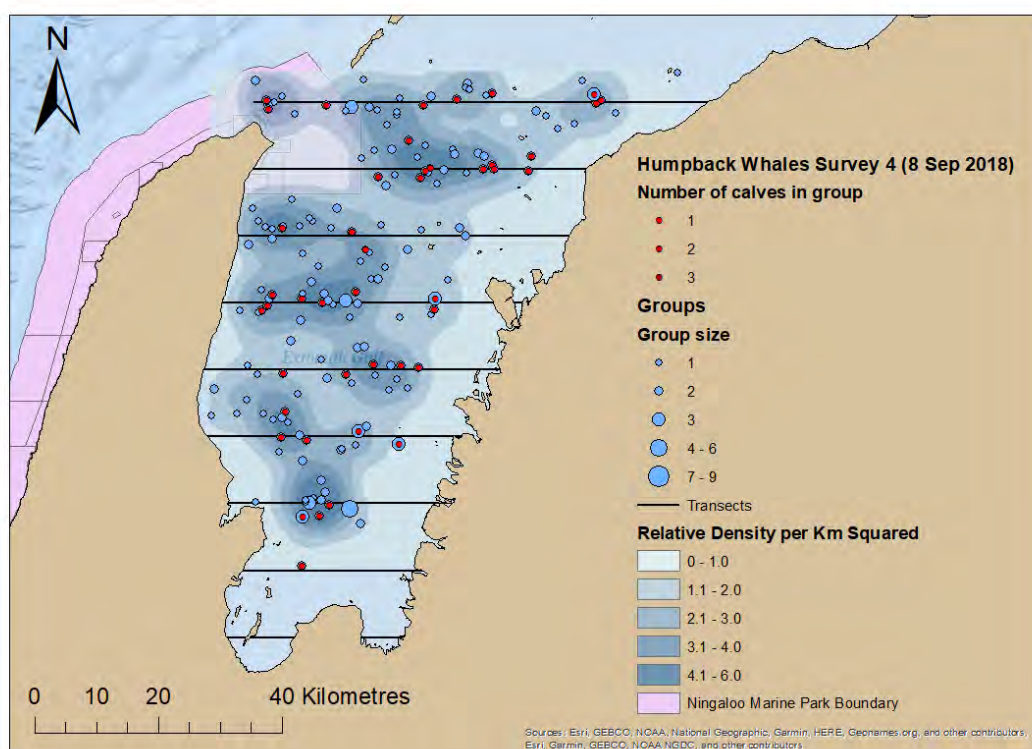 N
Humpback Whales Survey 4 (8 Sep 2018)
Number of calves in group
1
2
3
Groups
Group size
1
2
3
4 - 6
7 - 9
Transects
Relative Density per Km Squared
0 - 1.0
1.1 - 2.0
2.1 - 3.0
3.1 - 4.0
4.1 - 6.0
Ningaloo Marine Park Boundary
Exmouth Gulf
0 10 20 40 Kilometres
Sources: Esri, GEBCO, NOAA, National Geographic, Garmin, HERE, Geonames.org, and other contributors
Esri, Garmin, GEBCO, NOAA NGDC, and other contributors